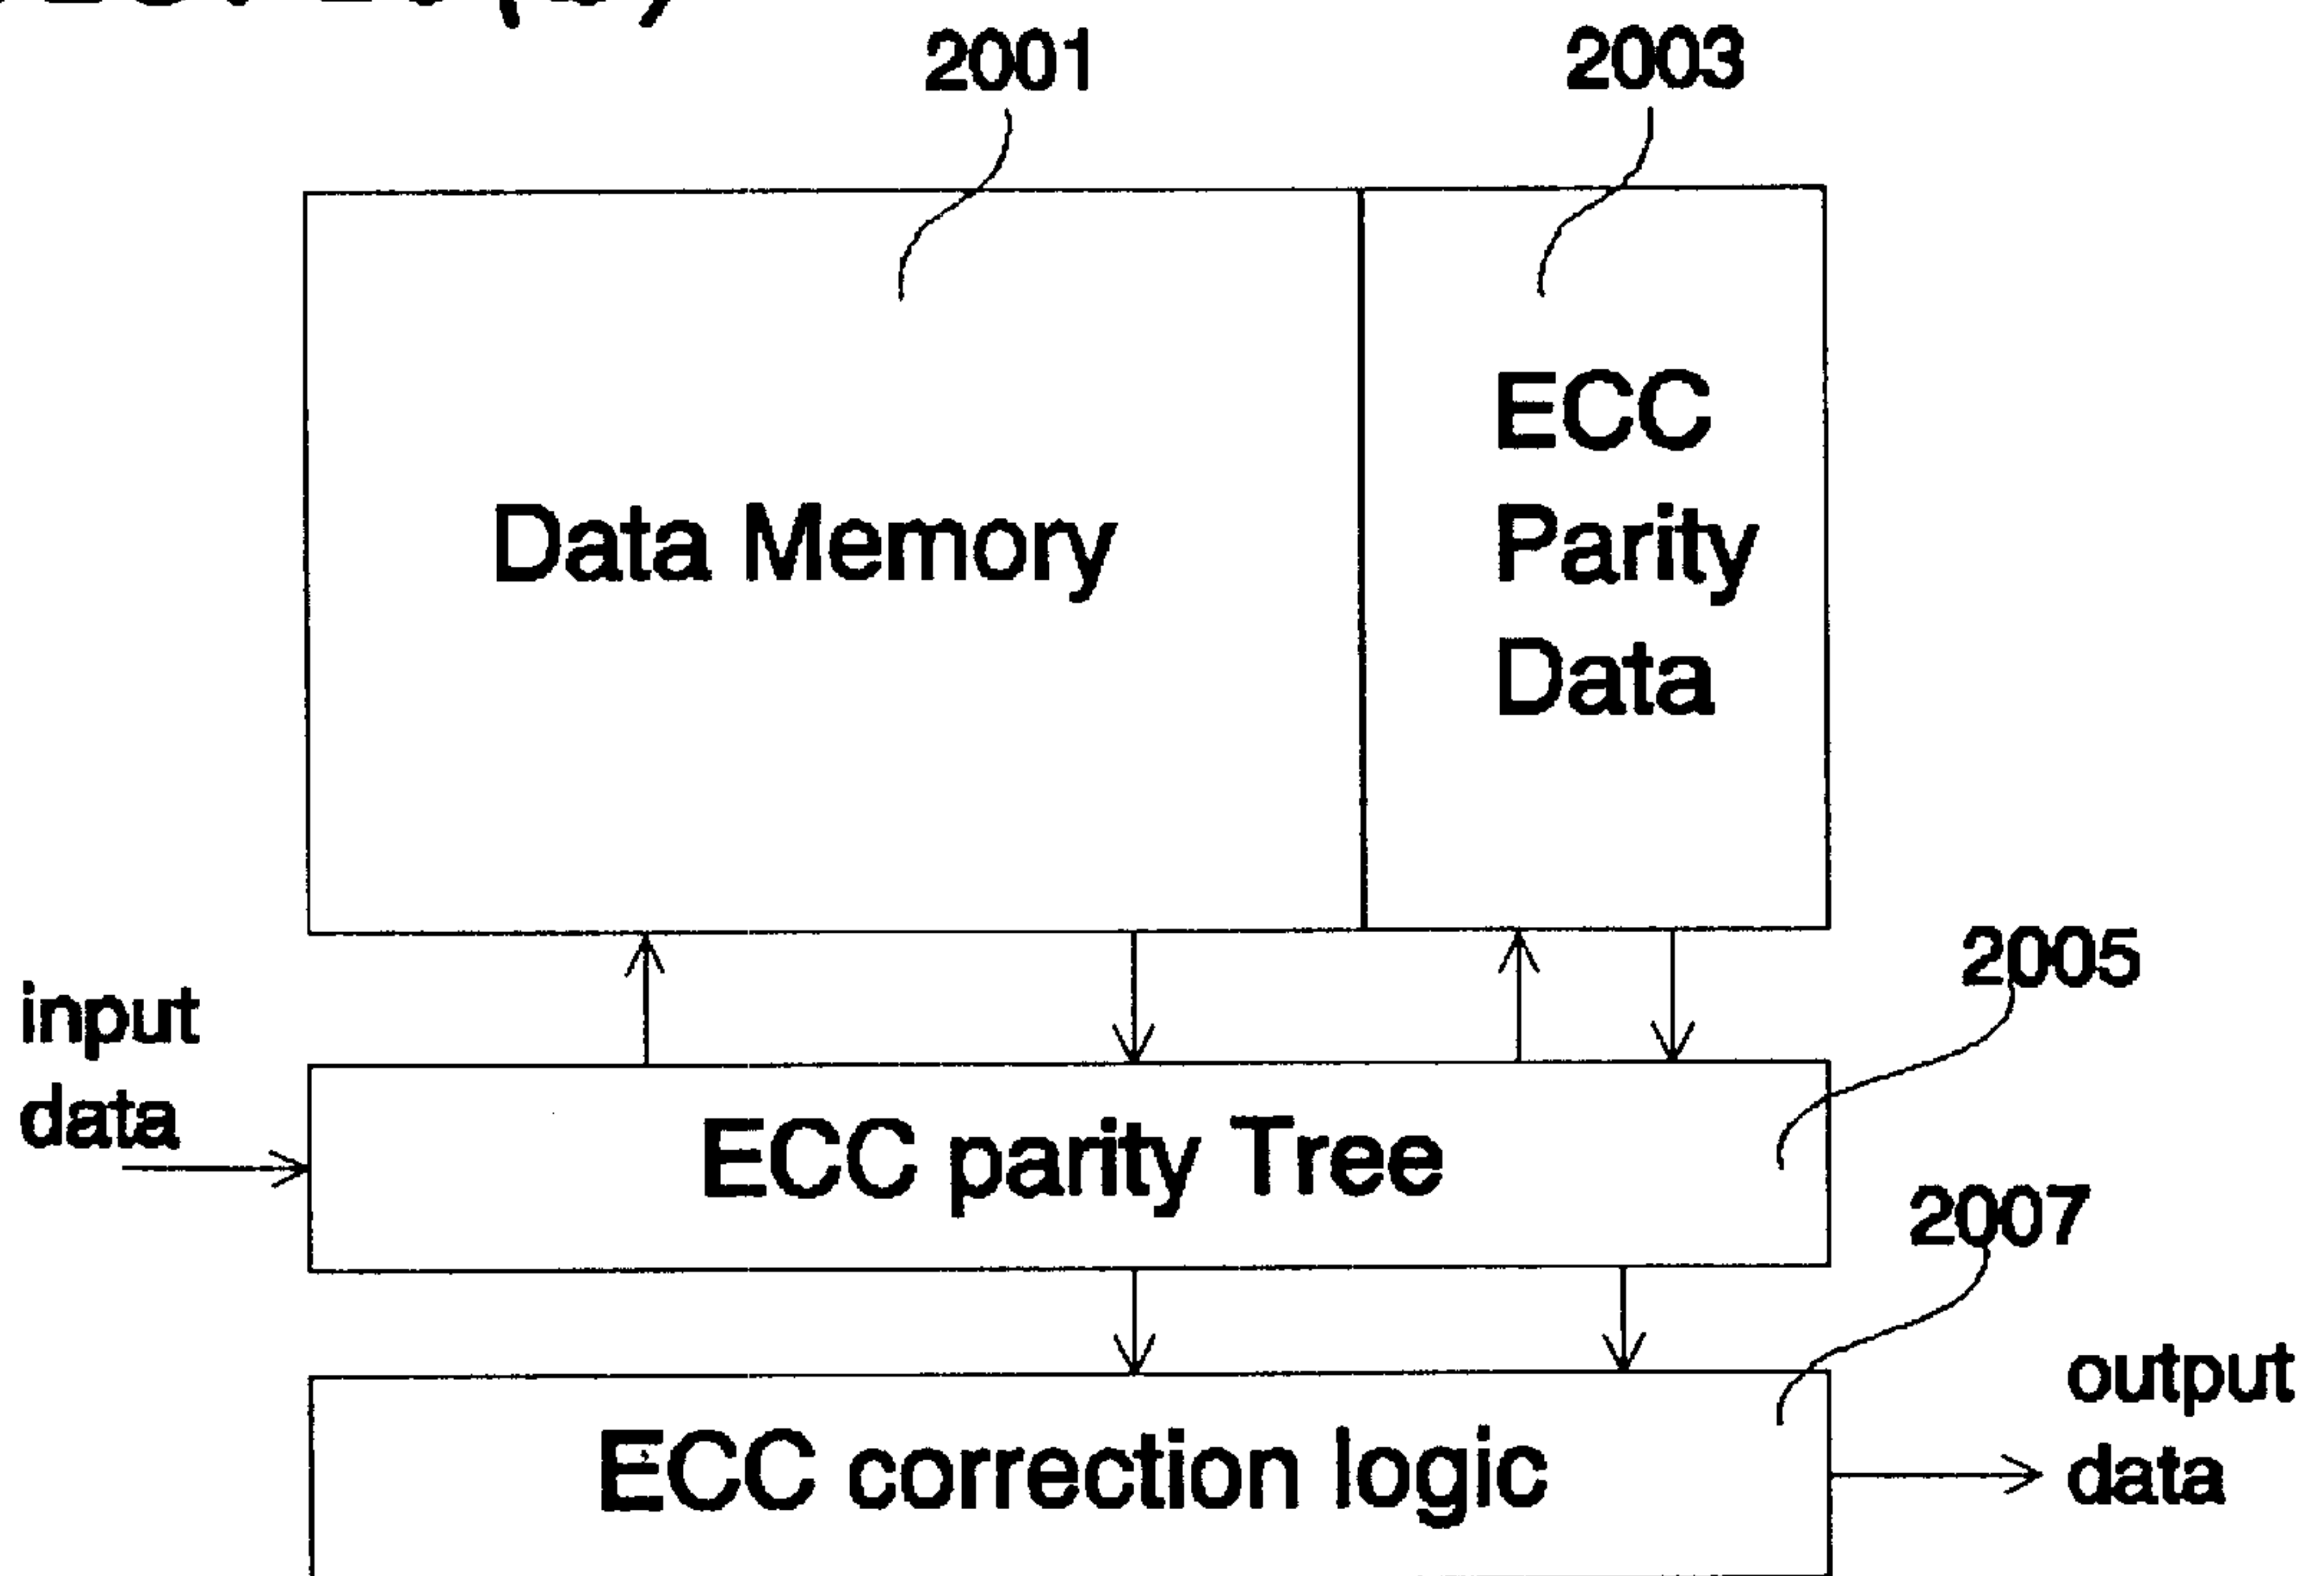 2001
2003
Data Memory
ECC
Parity
Data
2005
input
data
ECC parity Tree
2007
output
data
ECC correction logic